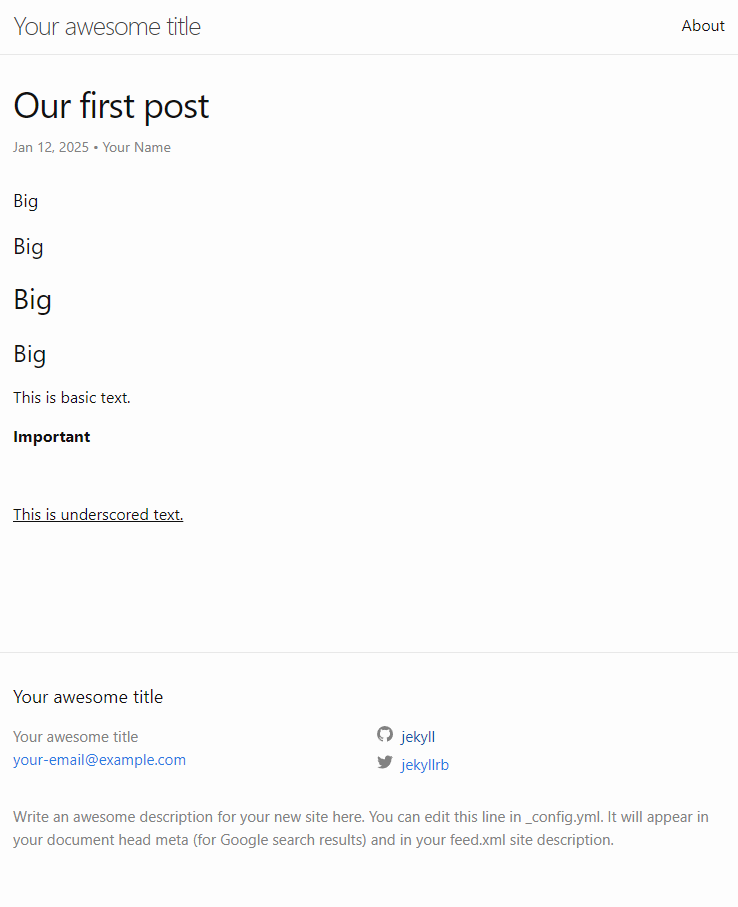 Your awesome title
About
Our first post
Jan 12, 2025 • Your Name
Big
Big
Big
Big
This is basic text.
Important
This is underscored text.
Your awesome title
Your awesome title
your-email@example.com
jekyll
jekyllrb
Write an awesome description for your new site here. You can edit this line in _config.yml. It will appear in
your document head meta (for Google search results) and in your feed.xml site description.